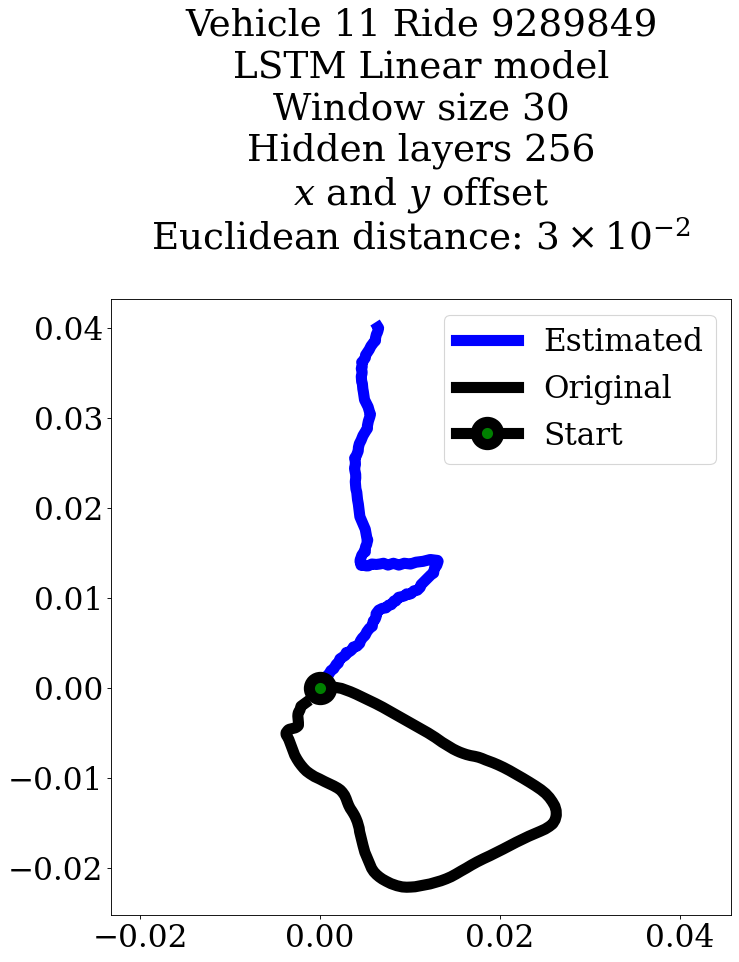 Vehicle 11 Ride 9289849
LSTM Linear model
Window size 30
Hidden layers 256
x and y offset
Euclidean distance: 3 × 10⁻²
Estimated
Original
Start
0.04
0.03
0.02
0.01
0.00
−0.01
−0.02
−0.02 0.00 0.02 0.04